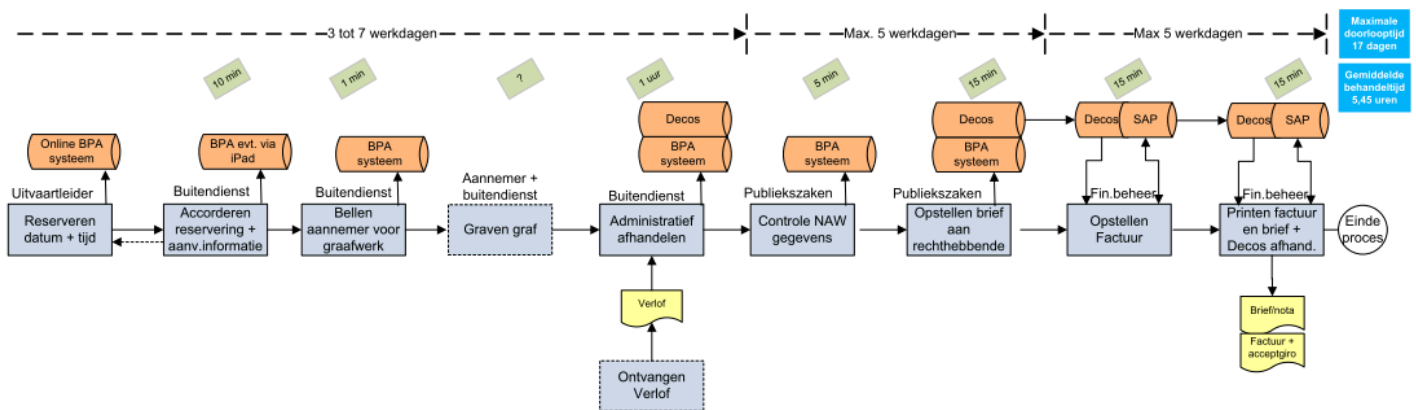 3 tot 7 werkdagen
Max. 5 werkdagen
Max 5 werkdagen
Maximale
doorlooptijd
17 dagen
10 min
1 min
?
1 uur
5 min
15 min
15 min
15 min
Gemiddelde
behandeltijd
5,45 uren
Online BPA
systeem
BPA evt. via
iPad
BPA
systeem
Decos
BPA
systeem
BPA
systeem
Decos
BPA
systeem
Decos
SAP
Decos
SAP
Uitvaartleider
Buitendienst
Buitendienst
Aannemer +
buitendienst
Buitendienst
Publiekszaken
Publiekszaken
Fin.beheer
Fin.beheer
Reserveren
datum + tijd
Accorderen
reservering +
aanv.informatie
Bellen
aannemer voor
graafwerk
Graven graf
Administratief
afhandelen
Controle NAW
gegevens
Opstellen brief
aan
rechthebbende
Opstellen
Factuur
Printen factuur
en brief +
Decos afhand.
Einde
proces
Verlof
Brief/nota
Factuur +
acceptgiro
Ontvangen
Verlof